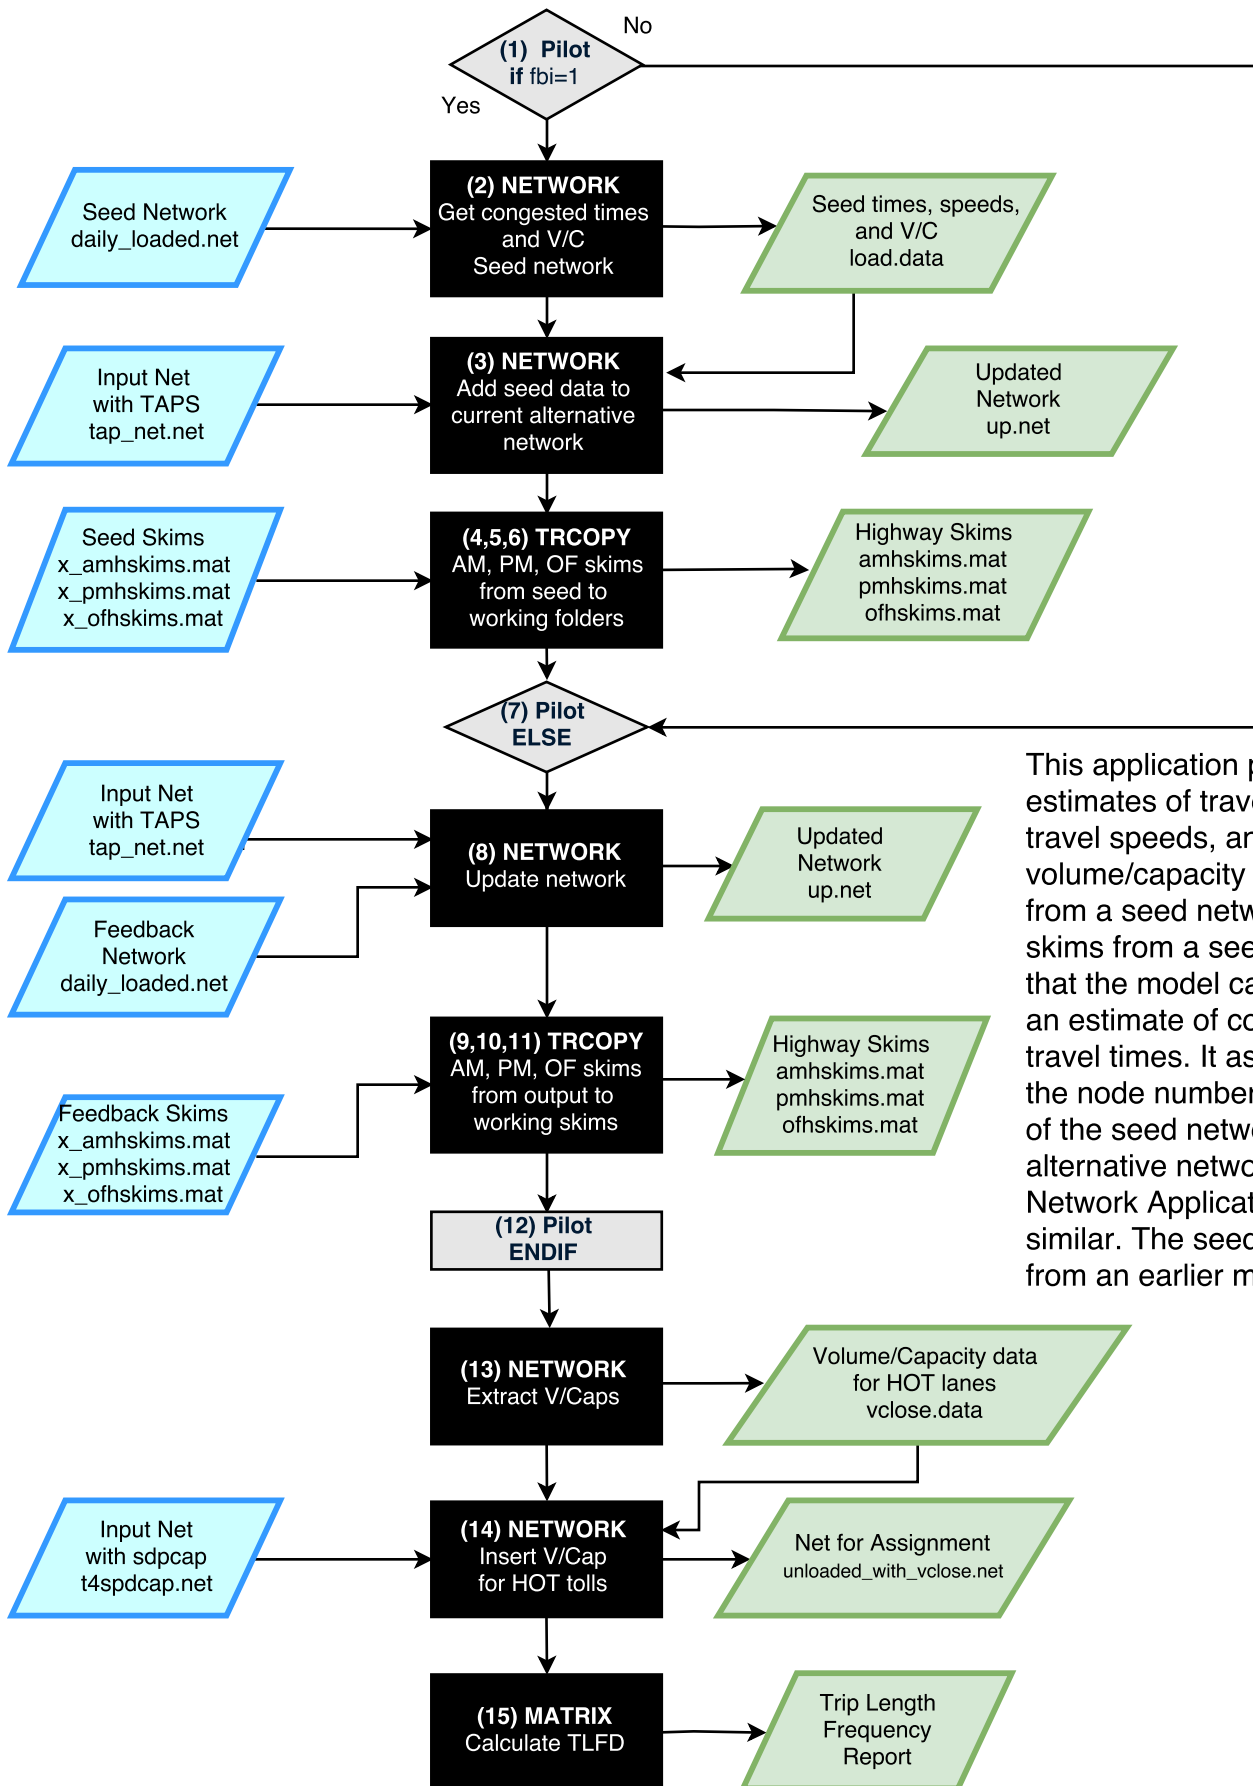 No
(1) Pilot
if fbi=1
Yes
Seed Network
daily_loaded.net
(2) NETWORK
Get congested times
and V/C
Seed network
Seed times, speeds,
and V/C
load.data
Input Net
with TAPS
tap_net.net
(3) NETWORK
Add seed data to
current alternative
network
Updated
Network
up.net
Seed Skims
x_amhskims.mat
x_pmhskims.mat
x_ofhskims.mat
(4,5,6) TRCOPY
AM, PM, OF skims
from seed to
working folders
Highway Skims
amhskims.mat
pmhskims.mat
ofhskims.mat
(7) Pilot
ELSE
Input Net
with TAPS
tap_net.net
Feedback
Network
daily_loaded.net
(8) NETWORK
Update network
Updated
Network
up.net
This application p
estimates of trav
travel speeds, an
volume/capacity
from a seed netw
skims from a see
that the model ca
an estimate of co
travel times. It as
the node number
of the seed netw
alternative netwo
Network Applicat
similar. The seed
from an earlier m
Feedback Skims
x_amhskims.mat
x_pmhskims.mat
x_ofhskims.mat
(9,10,11) TRCOPY
AM, PM, OF skims
from output to
working skims
Highway Skims
amhskims.mat
pmhskims.mat
ofhskims.mat
(12) Pilot
ENDIF
(13) NETWORK
Extract V/Caps
Volume/Capacity data
for HOT lanes
vclose.data
Input Net
with sdpcap
t4spdcap.net
(14) NETWORK
Insert V/Cap
for HOT tolls
Net for Assignment
unloaded_with_vclose.net
(15) MATRIX
Calculate TLFD
Trip Length
Frequency
Report